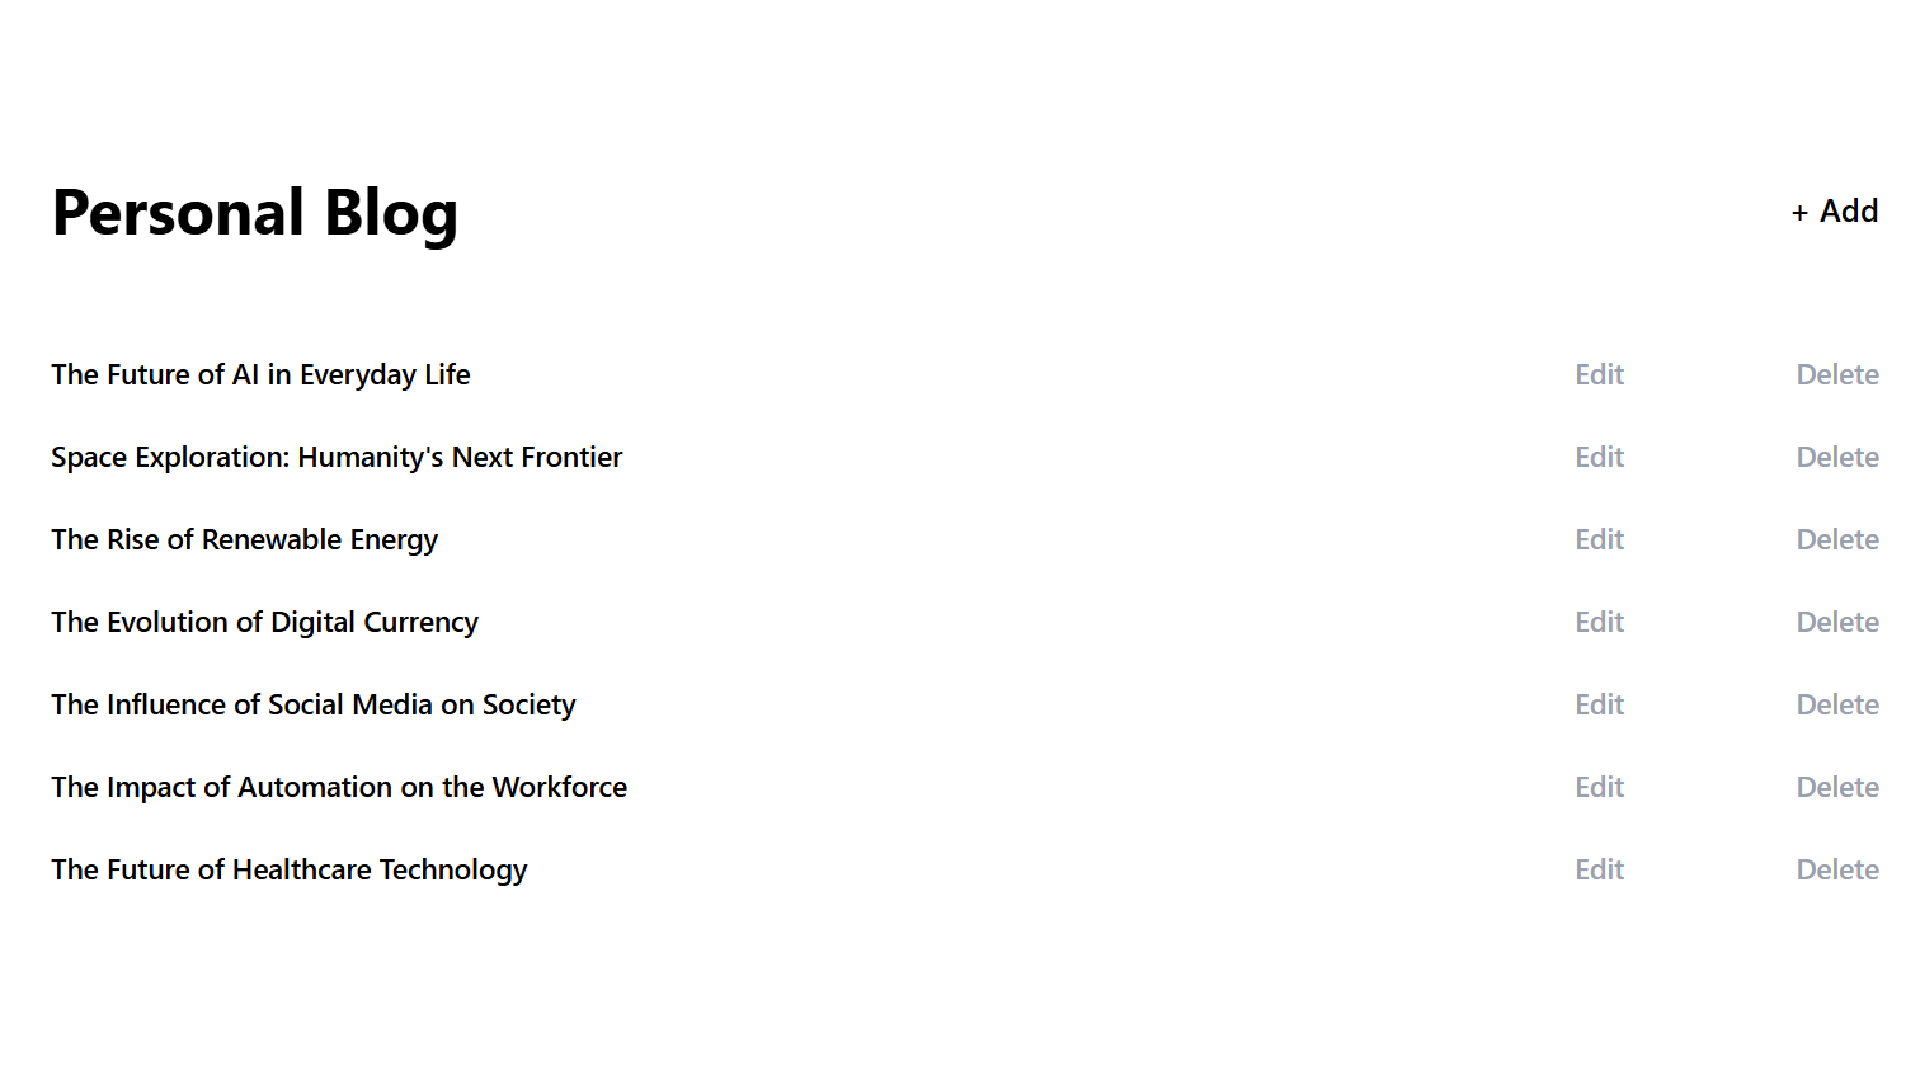 Personal Blog + Add
The Future of AI in Everyday Life Edit Delete
Space Exploration: Humanity's Next Frontier Edit Delete
The Rise of Renewable Energy Edit Delete
The Evolution of Digital Currency Edit Delete
The Influence of Social Media on Society Edit Delete
The Impact of Automation on the Workforce Edit Delete
The Future of Healthcare Technology Edit Delete